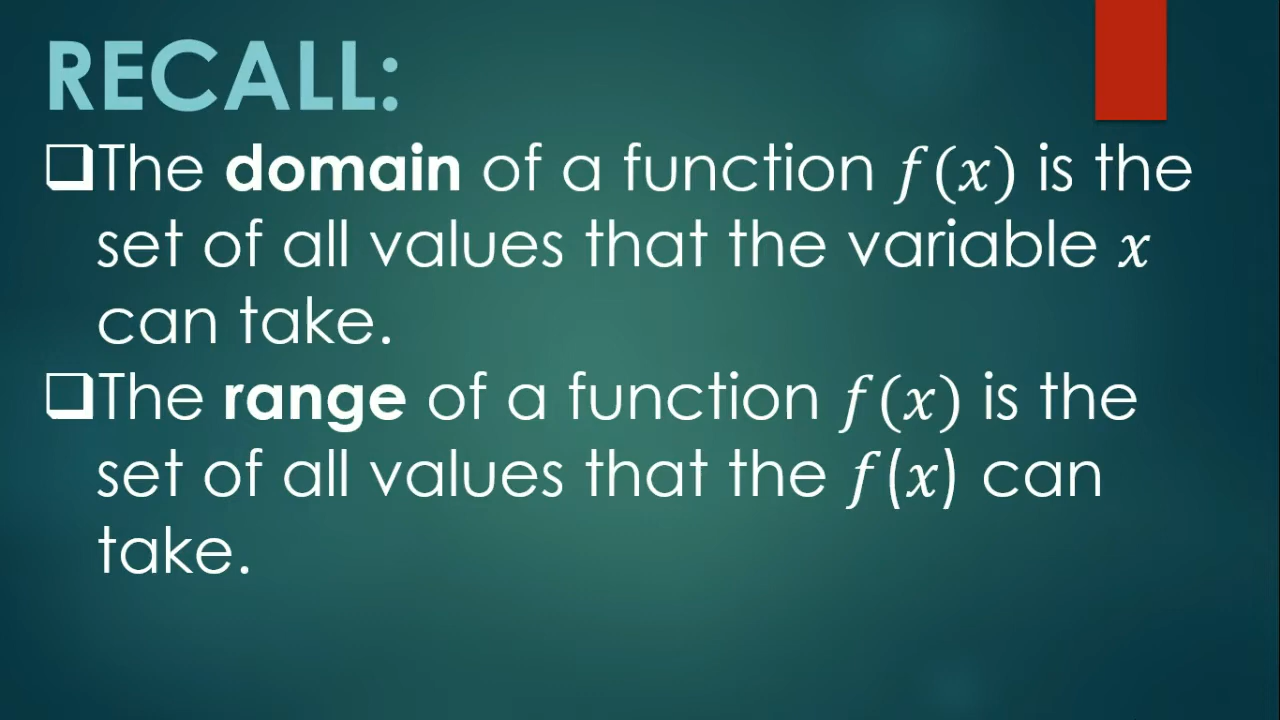 RECALL:
❑The domain of a function f(x) is the
set of all values that the variable x
can take.
❑The range of a function f(x) is the
set of all values that the f(x) can
take.